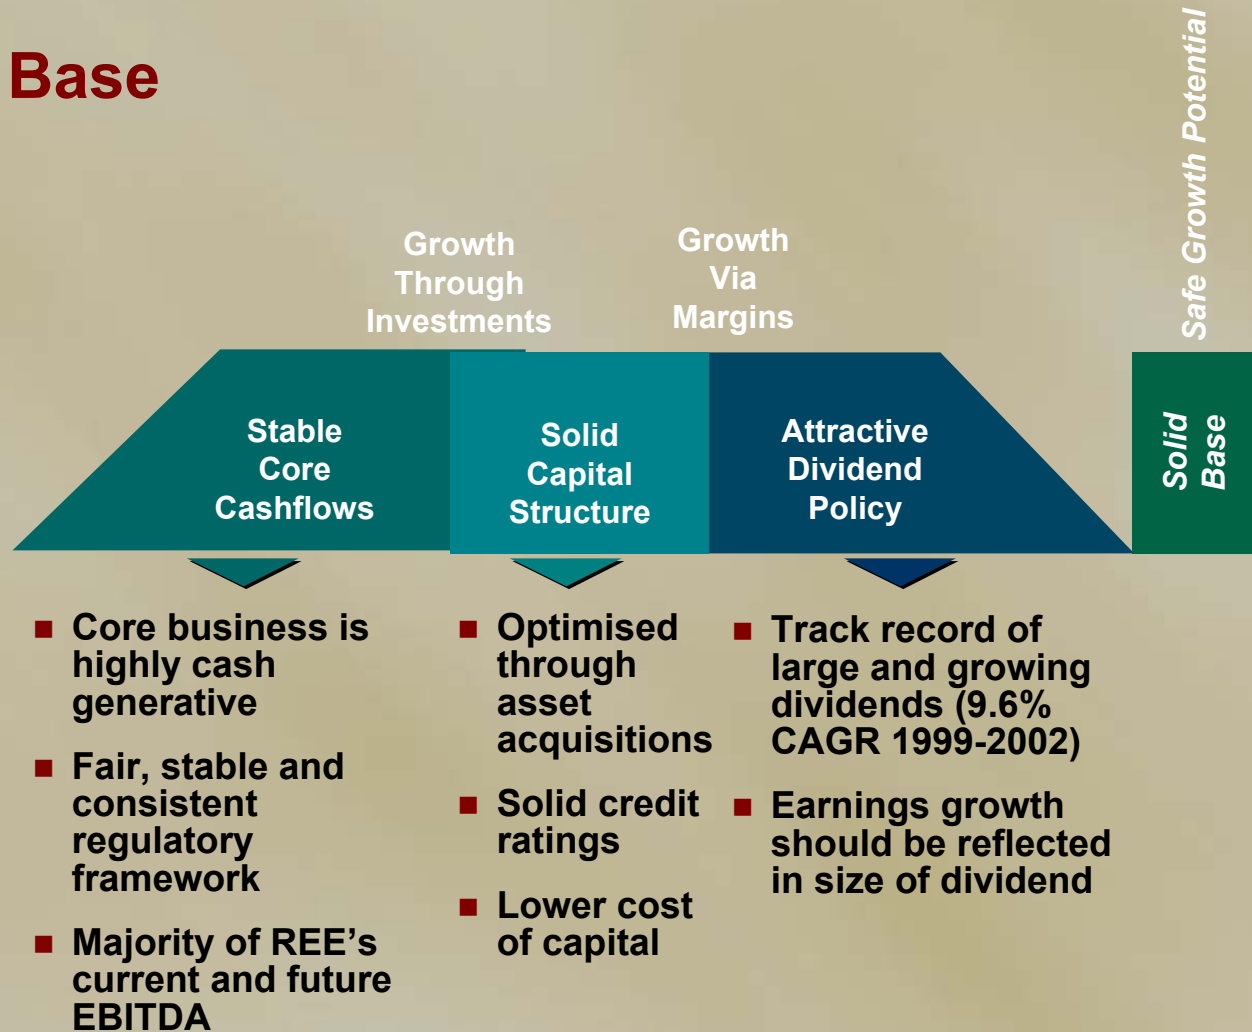 Base
Safe Growth Potential
Growth
Through
Investments
Growth
Via
Margins
Stable
Core
Cashflows
Solid
Capital
Structure
Attractive
Dividend
Policy
Solid
Base
■ Core business is
highly cash
generative
■ Fair, stable and
consistent
regulatory
framework
■ Majority of REE's
current and future
EBITDA
■ Optimised
through
asset
acquisitions
■ Solid credit
ratings
■ Lower cost
of capital
■ Track record of
large and growing
dividends (9.6%
CAGR 1999-2002)
■ Earnings growth
should be reflected
in size of dividend